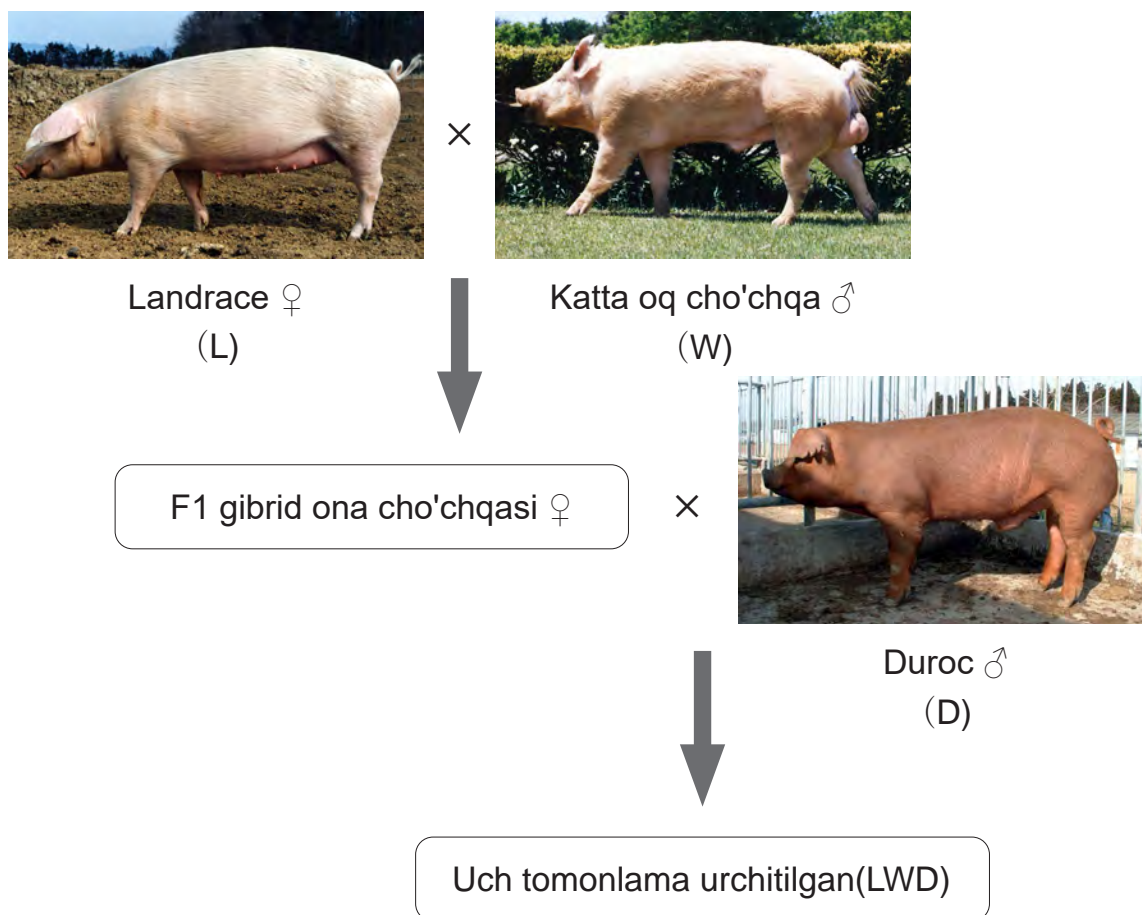 ×
Landrace ♀
（L)
Katta oq cho'chqa ♂
（W)
F1 gibrid ona cho'chqasi ♀
×
Duroc ♂
（D)
Uch tomonlama urchitilgan(LWD)